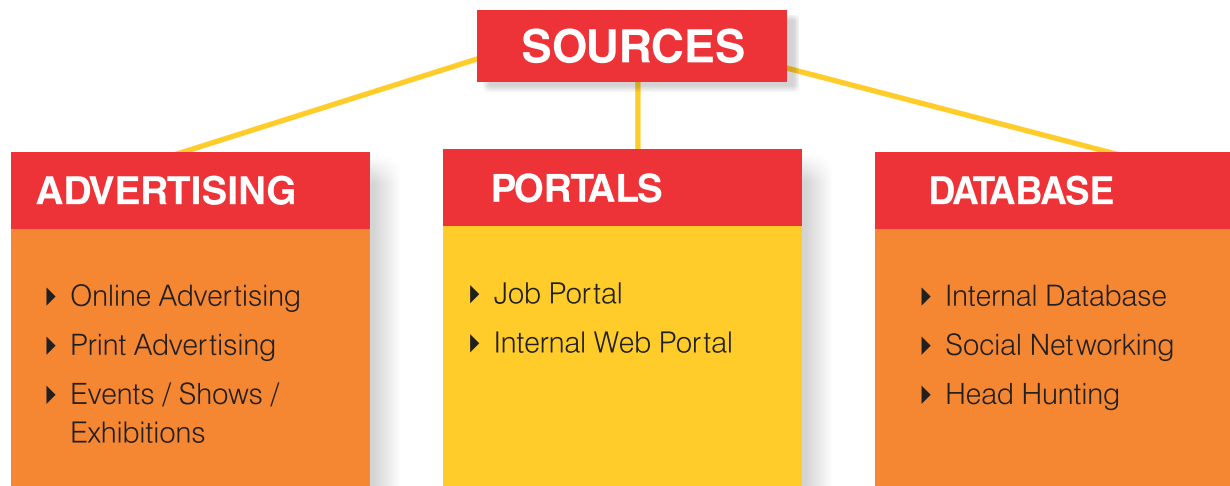 SOURCES
ADVERTISING
Online Advertising
Print Advertising
Events / Shows /
Exhibitions
PORTALS
Job Portal
Internal Web Portal
DATABASE
Internal Database
Social Networking
Head Hunting